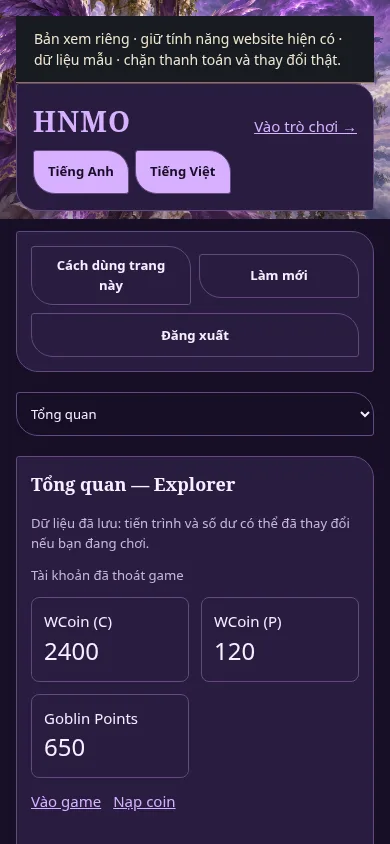 Bản xem riêng · giữ tính năng website hiện có ·
dữ liệu mẫu · chặn thanh toán và thay đổi thật.
HNMO
Vào trò chơi →
Tiếng Anh
Tiếng Việt
Cách dùng trang
này
Làm mới
Đăng xuất
Tổng quan
Tổng quan — Explorer
Dữ liệu đã lưu: tiến trình và số dư có thể đã thay đổi
nếu bạn đang chơi.
Tài khoản đã thoát game
WCoin (C)
2400
WCoin (P)
120
Goblin Points
650
Vào game
Nạp coin